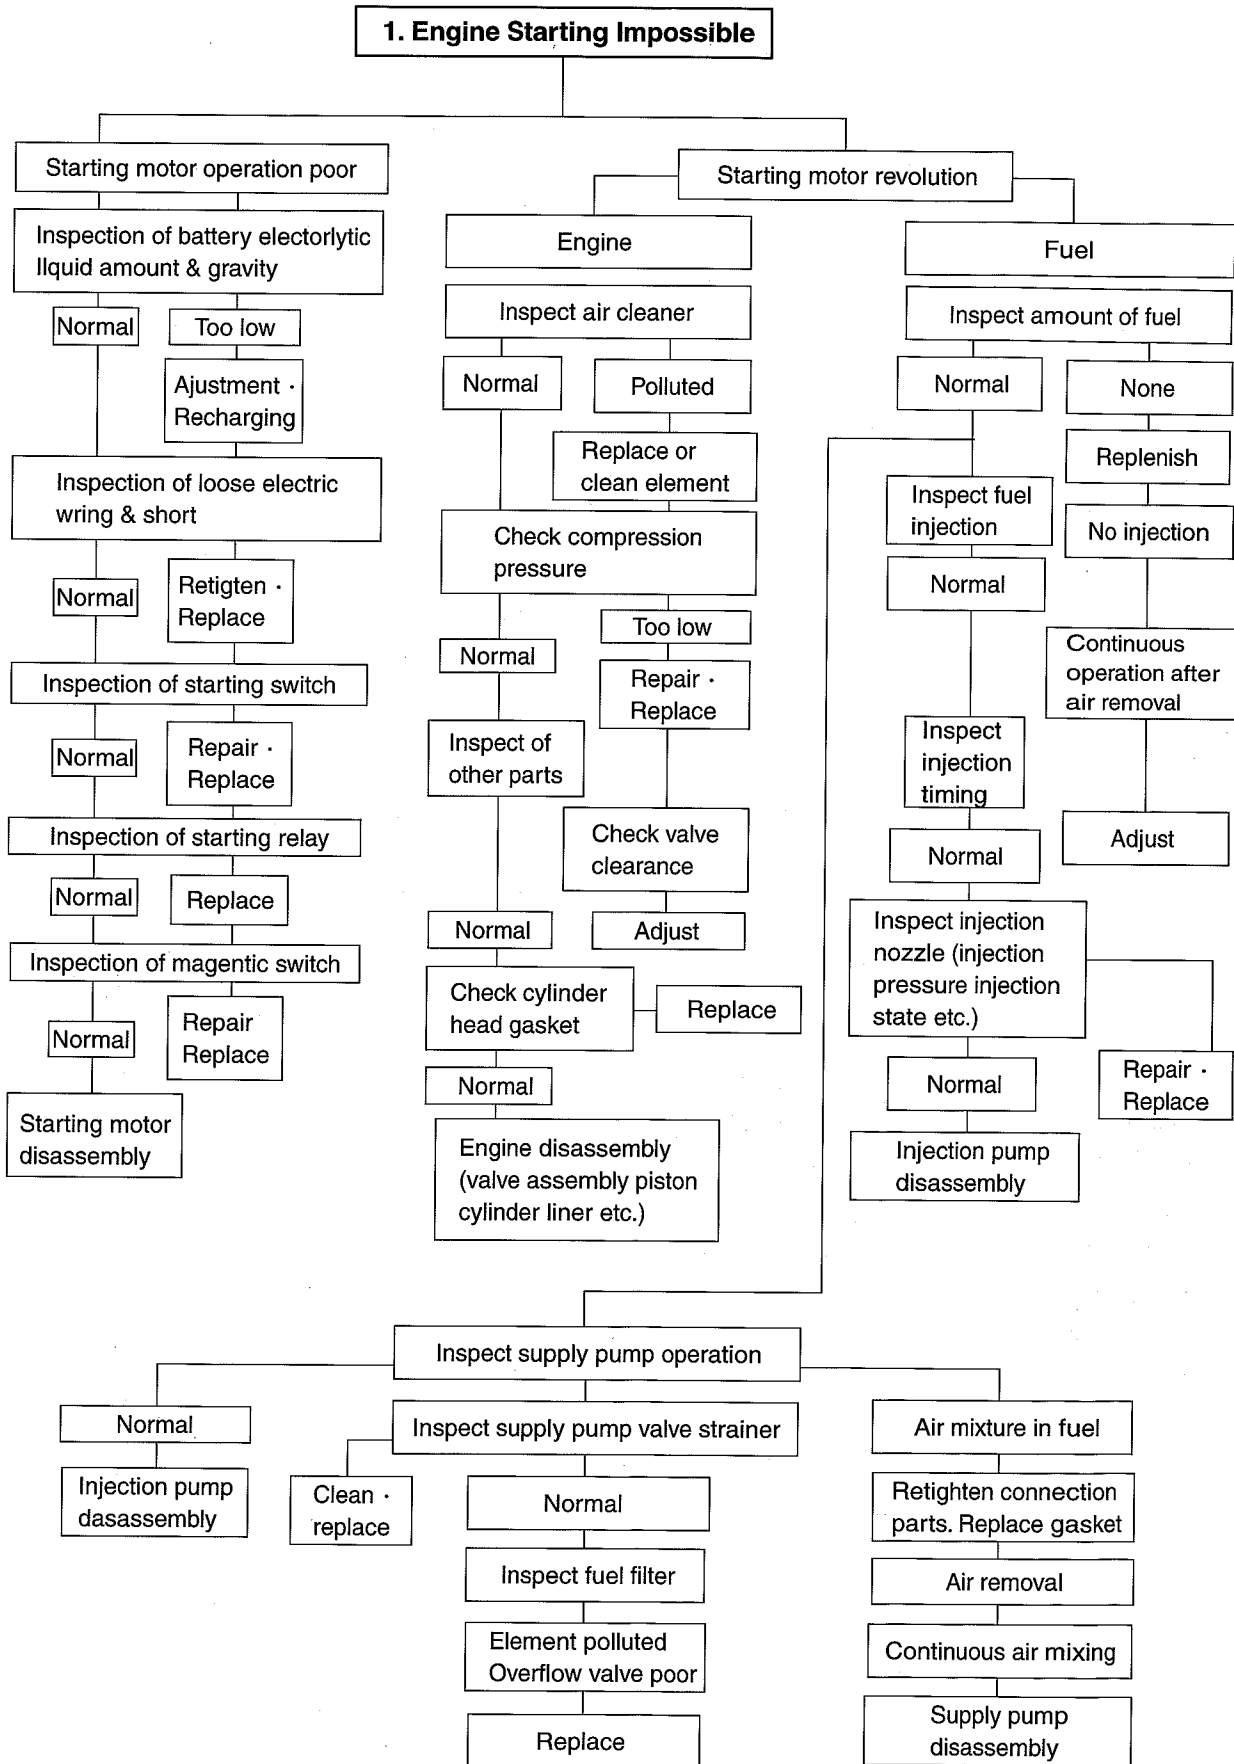 1. Engine Starting Impossible
Starting motor operation poor
Inspection of battery electorlytic
llquid amount & gravity
Normal
Too low
Ajustment ·
Recharging
Inspection of loose electric
wring & short
Normal
Retigten ·
Replace
Inspection of starting switch
Normal
Repair ·
Replace
Inspection of starting relay
Normal
Replace
Inspection of magentic switch
Normal
Repair
Replace
Starting motor
disassembly
Starting motor revolution
Engine
Inspect air cleaner
Normal
Polluted
Replace or
clean element
Check compression
pressure
Normal
Too low
Repair ·
Replace
Inspect of
other parts
Check valve
clearance
Normal
Adjust
Check cylinder
head gasket
Replace
Normal
Engine disassembly
(valve assembly piston
cylinder liner etc.)
Fuel
Inspect amount of fuel
Normal
None
Replenish
Inspect fuel
injection
No injection
Normal
Continuous
operation after
air removal
Inspect
injection
timing
Adjust
Normal
Inspect injection
nozzle (injection
pressure injection
state etc.)
Normal
Repair ·
Replace
Injection pump
disassembly
Inspect supply pump operation
Normal
Injection pump
dasassembly
Inspect supply pump valve strainer
Clean ·
replace
Normal
Inspect fuel filter
Element polluted
Overflow valve poor
Replace
Air mixture in fuel
Retighten connection
parts. Replace gasket
Air removal
Continuous air mixing
Supply pump
disassembly